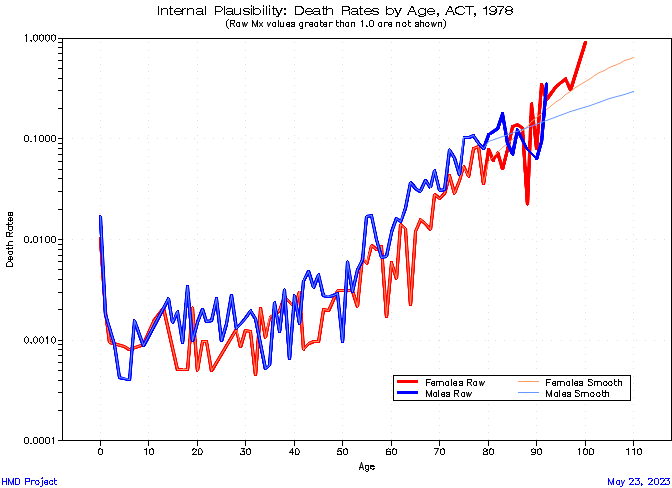 Internal Plausibility: Death Rates by Age, ACT, 1978
(Raw Mx values greater than 1.0 are not shown)
1.0000
0.1000
0.0100
0.0010
0.0001
Death Rates
0 10 20 30 40 50 60 70 80 90 100 110
Age
Females Raw Females Smooth
Males Raw Males Smooth
HMD Project May 23, 2023